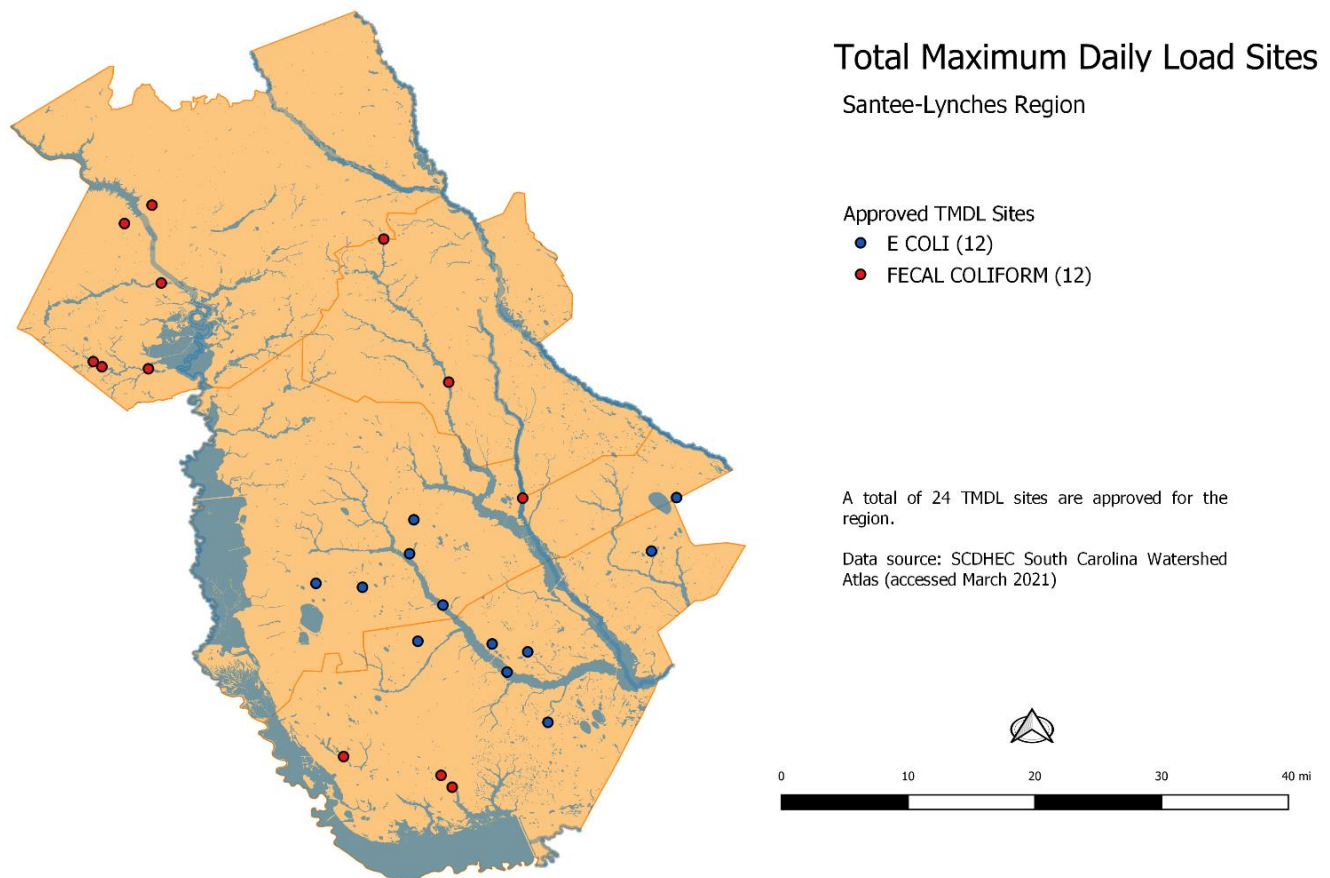 Total Maximum Daily Load Sites
Santee-Lynches Region
Approved TMDL Sites
E COLI (12)
FECAL COLIFORM (12)
A total of 24 TMDL sites are approved for the
region.
Data source: SCDHEC South Carolina Watershed
Atlas (accessed March 2021)
0 10 20 30 40 mi